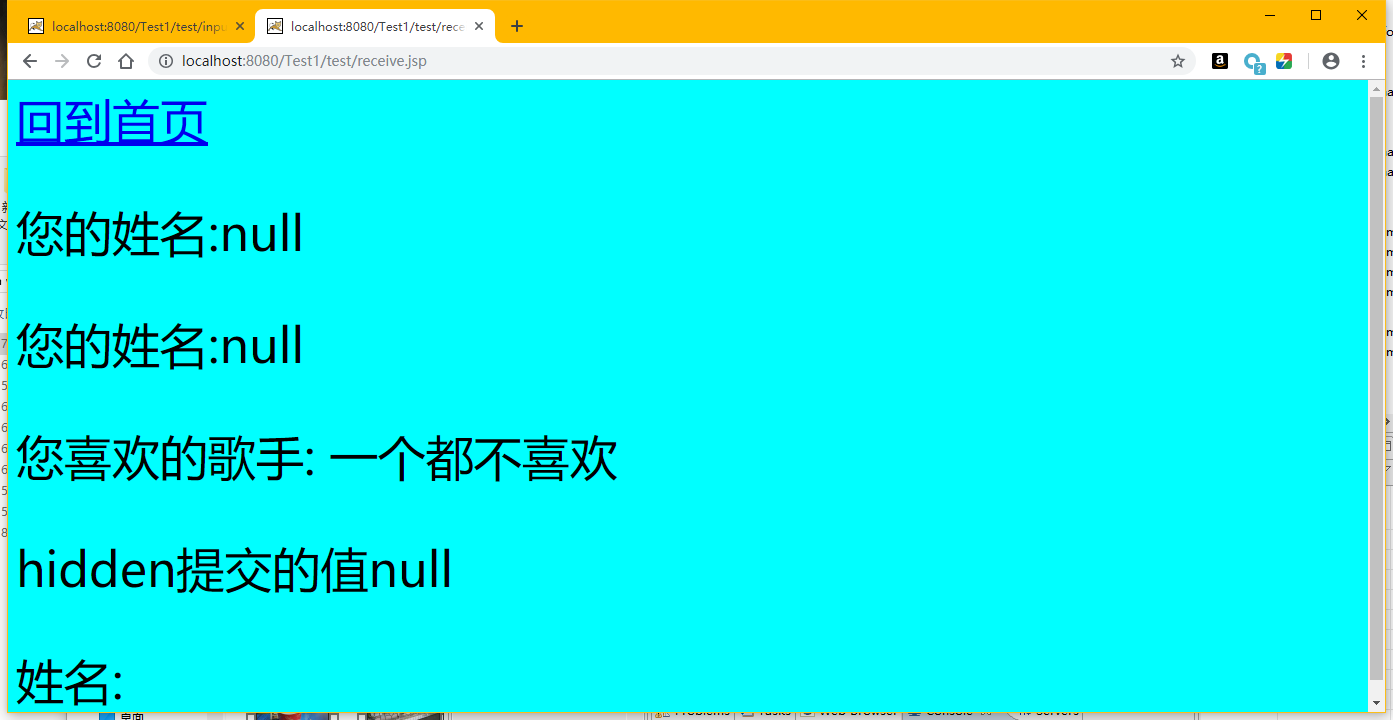 localhost:8080/Test1/test/inpu
localhost:8080/Test1/test/rece
localhost:8080/Test1/test/receive.jsp
回到首页
您的姓名:null
您的姓名:null
您喜欢的歌手: 一个都不喜欢
hidden提交的值null
姓名: